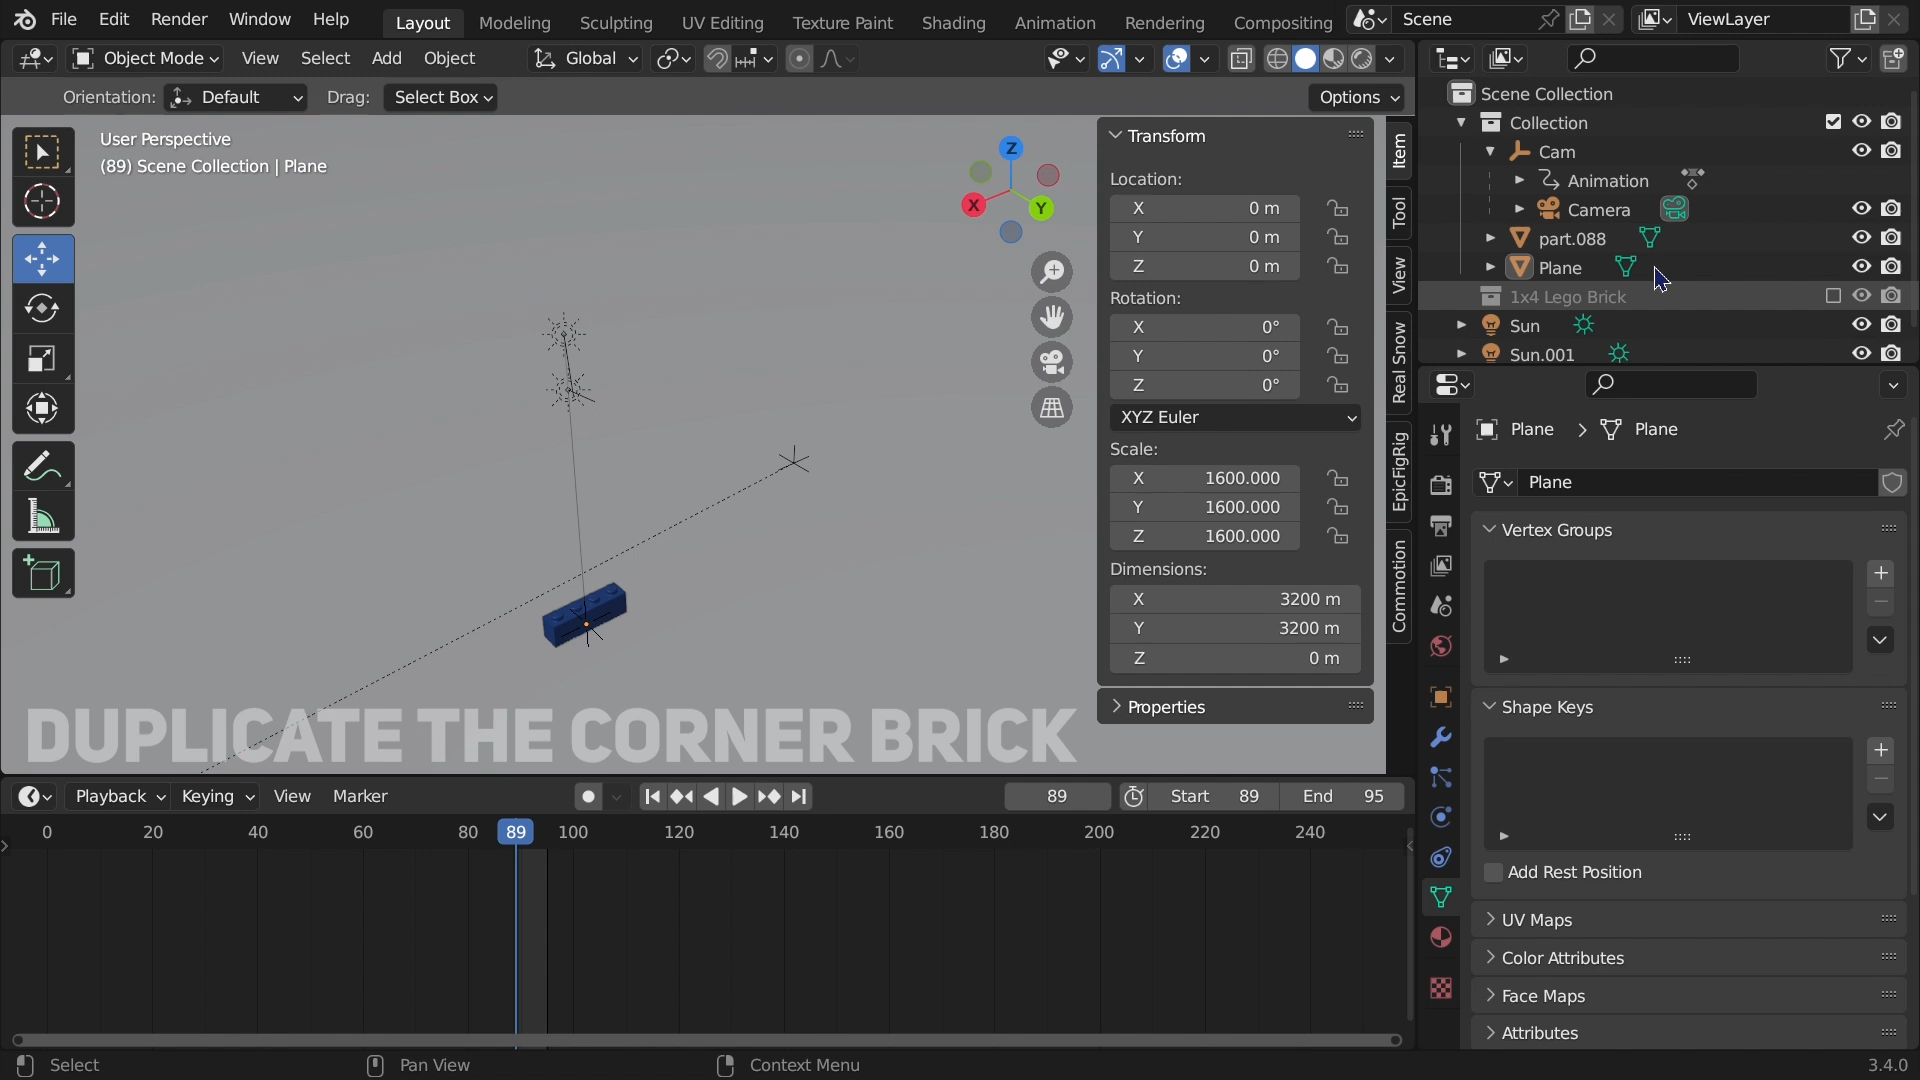 File Edit Render Window Help Layout Modeling Sculpting UV Editing Texture Paint Shading Animation Rendering Compositing Scene ViewLayer
Object Mode View Select Add Object Global
Orientation: Default Drag: Select Box Options
User Perspective
(89) Scene Collection | Plane
Z
X
Y
Transform
Location:
X 0 m
Y 0 m
Z 0 m
Rotation:
X 0°
Y 0°
Z 0°
XYZ Euler
Scale:
X 1600.000
Y 1600.000
Z 1600.000
Dimensions:
X 3200 m
Y 3200 m
Z 0 m
Properties
Item
Tool
View
Real Snow
EpicFigRig
Commotion
DUPLICATE THE CORNER BRICK
Scene Collection
Collection
Cam
Animation
Camera
part.088
Plane
1x4 Lego Brick
Sun
Sun.001
Plane > Plane
Plane
Vertex Groups
Shape Keys
Add Rest Position
UV Maps
Color Attributes
Face Maps
Attributes
Playback Keying View Marker 89 Start 89 End 95
0 20 40 60 80 89 100 120 140 160 180 200 220 240
Select Pan View Context Menu 3.4.0